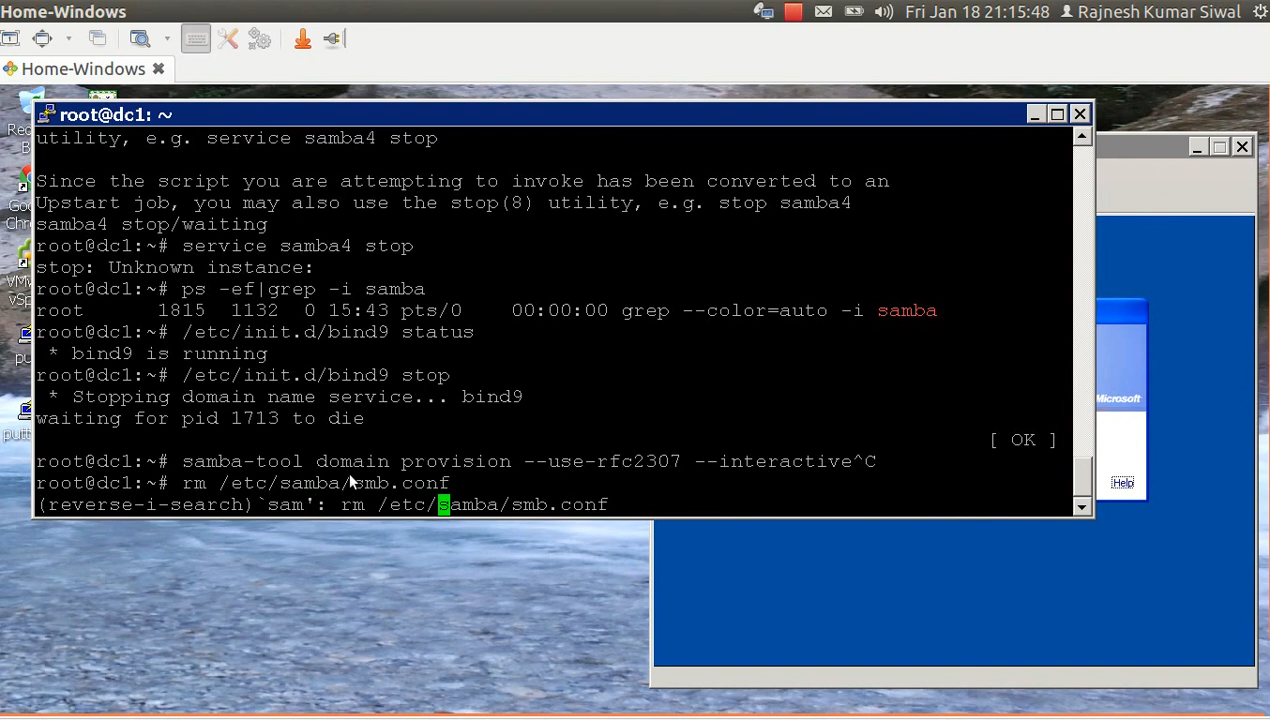 Home-Windows
Fri Jan 18 21:15:48
Rajnesh Kumar Siwal
Home-Windows
root@dc1: ~
utility, e.g. service samba4 stop
Since the script you are attempting to invoke has been converted to an
Upstart job, you may also use the stop(8) utility, e.g. stop samba4
samba4 stop/waiting
root@dc1:~# service samba4 stop
stop: Unknown instance:
root@dc1:~# ps -ef|grep -i samba
root 1815 1132 0 15:43 pts/0 00:00:00 grep --color=auto -i samba
root@dc1:~# /etc/init.d/bind9 status
* bind9 is running
root@dc1:~# /etc/init.d/bind9 stop
* Stopping domain name service... bind9
waiting for pid 1713 to die
[ OK ]
root@dc1:~# samba-tool domain provision --use-rfc2307 --interactive^C
root@dc1:~# rm /etc/samba/smb.conf
(reverse-i-search)`sam': rm /etc/samba/smb.conf
Microsoft
Help